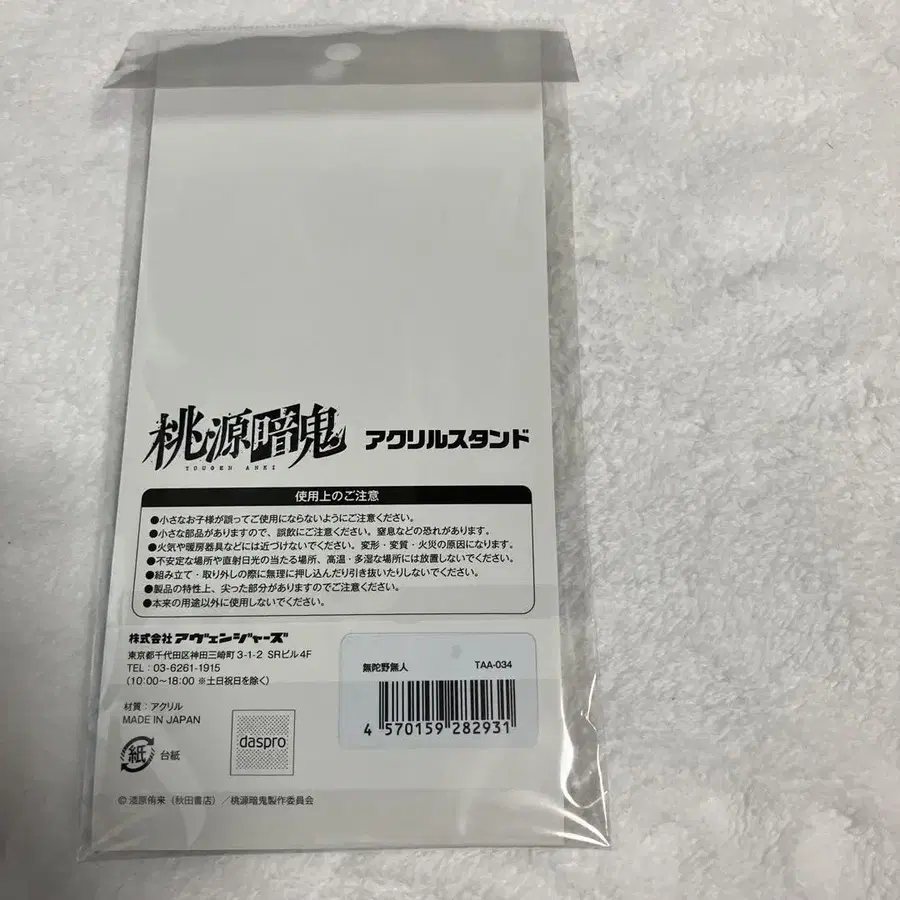 桃源暗鬼
TOUGEN ANKI
アクリルスタンド
使用上のご注意
●小さなお子様が誤ってご使用にならないようにご注意ください。
●小さな部品がありますので、誤飲にご注意ください。窒息などの恐れがあります。
●火気や暖房器具などには近づけないでください。変形・変質・火災の原因になります。
●不安定な場所や直射日光の当たる場所、高温・多湿な場所には放置しないでください。
●組み立て・取り外しの際に無理に押し込んだり引き抜いたりしないでください。
●製品の特性上、尖った部分がありますのでご注意ください。
●本来の用途以外に使用しないでください。
株式会社 アヴェンジャーズ
東京都千代田区神田三崎町 3-1-2 SRビル 4F
TEL : 03-6261-1915
(10:00〜18:00 ※土日祝日を除く)
材質:アクリル
MADE IN JAPAN
紙 台紙
daspro
無陀野無人 TAA-034
4 570159 282931
© 漆原侑来(秋田書店)/桃源暗鬼製作委員会